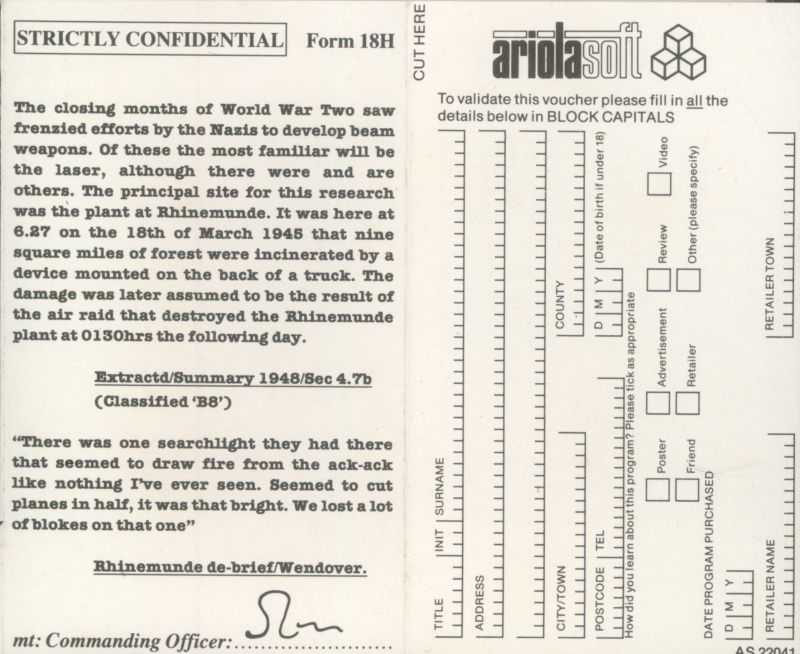 STRICTLY CONFIDENTIAL Form 18H
The closing months of World War Two saw
frenzied efforts by the Nazis to develop beam
weapons. Of these the most familiar will be
the laser, although there were and are
others. The principal site for this research
was the plant at Rhinemunde. It was here at
6.27 on the 18th of March 1945 that nine
square miles of forest were incinerated by a
device mounted on the back of a truck. The
damage was later assumed to be the result of
the air raid that destroyed the Rhinemunde
plant at 0130hrs the following day.
Extractd/Summary 1948/Sec 4.7b
(Classified ‘B8’)
“There was one searchlight they had there
that seemed to draw fire from the ack-ack
like nothing I’ve ever seen. Seemed to cut
planes in half, it was that bright. We lost a lot
of blokes on that one”
Rhinemunde de-brief/Wendover.
mt: Commanding Officer:
CUT HERE
ariolasoft
To validate this voucher please fill in all the
details below in BLOCK CAPITALS
TITLE INIT SURNAME
ADDRESS
CITY/TOWN COUNTY
POSTCODE TEL D M Y (Date of birth if under 18)
How did you learn about this program? Please tick as appropriate
Poster Advertisement Review Video
Friend Retailer Other (please specify)
DATE PROGRAM PURCHASED
D M Y
RETAILER NAME RETAILER TOWN
AS 22041